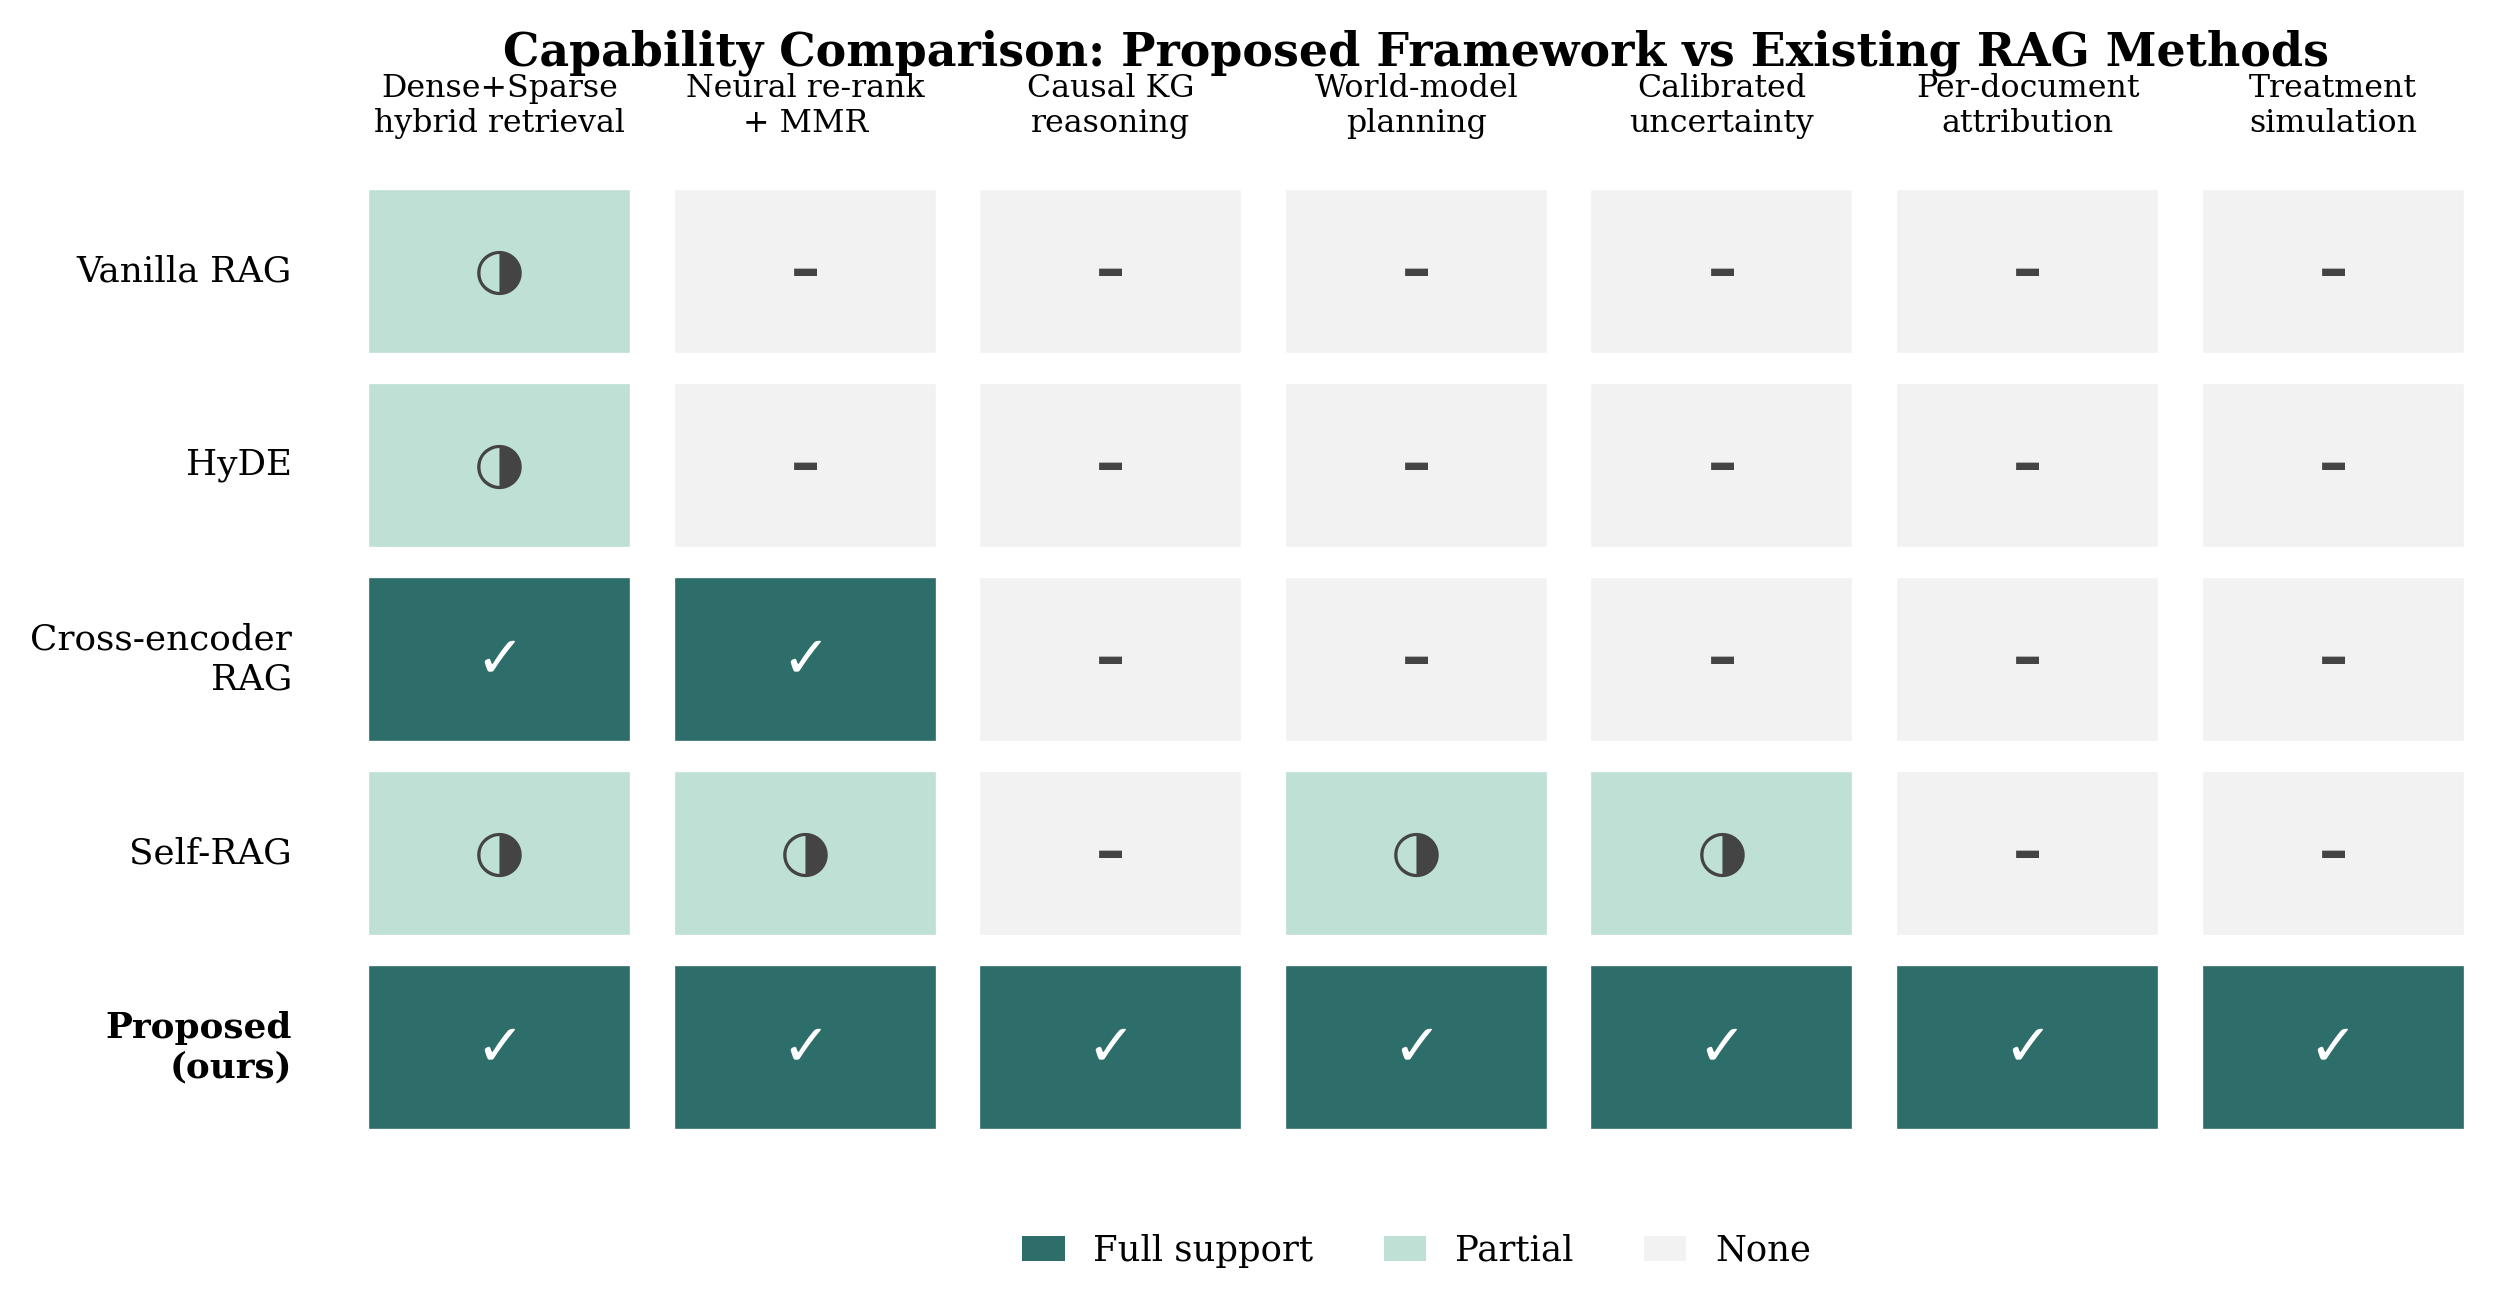 Capability Comparison: Proposed Framework vs Existing RAG Methods
Dense+Sparse
hybrid retrieval
Neural re-rank
+ MMR
Causal KG
reasoning
World-model
planning
Calibrated
uncertainty
Per-document
attribution
Treatment
simulation
Vanilla RAG ◑ – – – – – –
HyDE ◑ – – – – – –
Cross-encoder
RAG
✓ ✓ – – – – –
Self-RAG ◑ ◑ – ◑ ◑ – –
Proposed
(ours)
✓ ✓ ✓ ✓ ✓ ✓ ✓
Full support Partial None